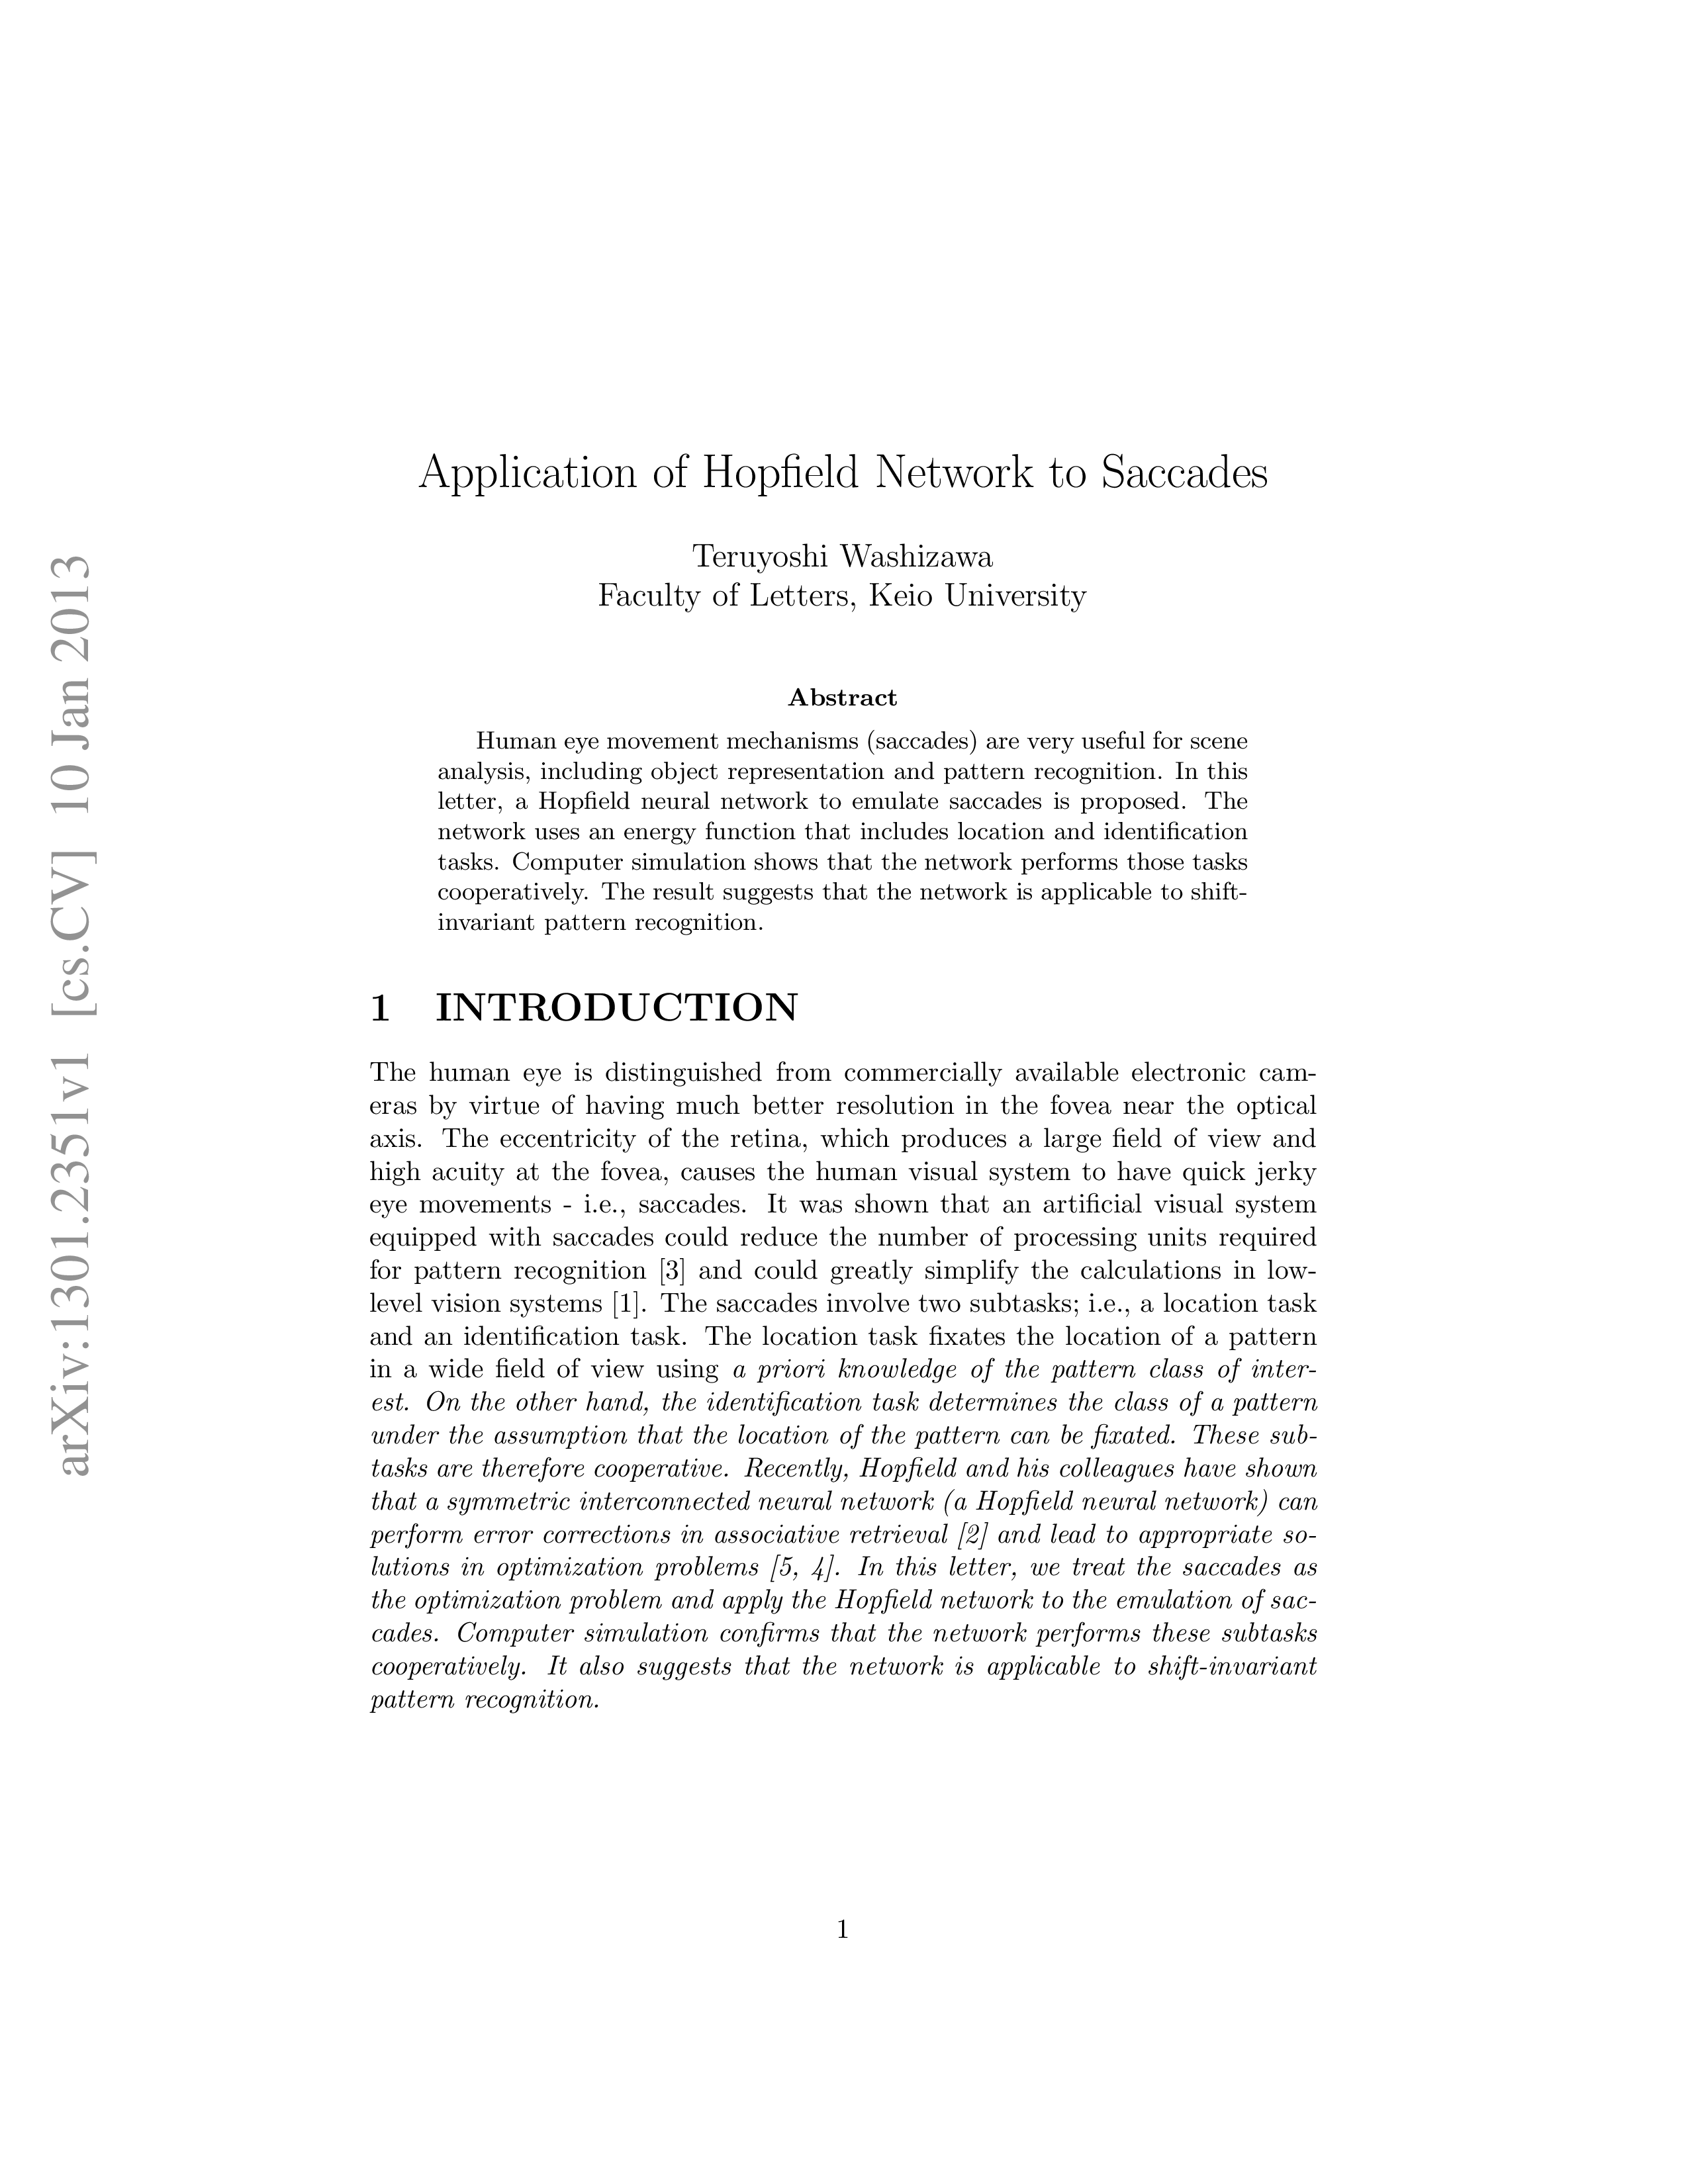 arXiv:1301.2351v1 [cs.CV] 10 Jan 2013
Application of Hopfield Network to Saccades
Teruyoshi Washizawa
Faculty of Letters, Keio University
Abstract
Human eye movement mechanisms (saccades) are very useful for scene
analysis, including object representation and pattern recognition. In this
letter, a Hopfield neural network to emulate saccades is proposed. The
network uses an energy function that includes location and identification
tasks. Computer simulation shows that the network performs those tasks
cooperatively. The result suggests that the network is applicable to shift-
invariant pattern recognition.
1 INTRODUCTION
The human eye is distinguished from commercially available electronic cam-
eras by virtue of having much better resolution in the fovea near the optical
axis. The eccentricity of the retina, which produces a large field of view and
high acuity at the fovea, causes the human visual system to have quick jerky
eye movements - i.e., saccades. It was shown that an artificial visual system
equipped with saccades could reduce the number of processing units required
for pattern recognition [3] and could greatly simplify the calculations in low-
level vision systems [1]. The saccades involve two subtasks; i.e., a location task
and an identification task. The location task fixates the location of a pattern
in a wide field of view using a priori knowledge of the pattern class of inter-
est. On the other hand, the identification task determines the class of a pattern
under the assumption that the location of the pattern can be fixated. These sub-
tasks are therefore cooperative. Recently, Hopfield and his colleagues have shown
that a symmetric interconnected neural network (a Hopfield neural network) can
perform error corrections in associative retrieval [2] and lead to appropriate so-
lutions in optimization problems [5, 4]. In this letter, we treat the saccades as
the optimization problem and apply the Hopfield network to the emulation of sac-
cades. Computer simulation confirms that the network performs these subtasks
cooperatively. It also suggests that the network is applicable to shift-invariant
pattern recognition.
1